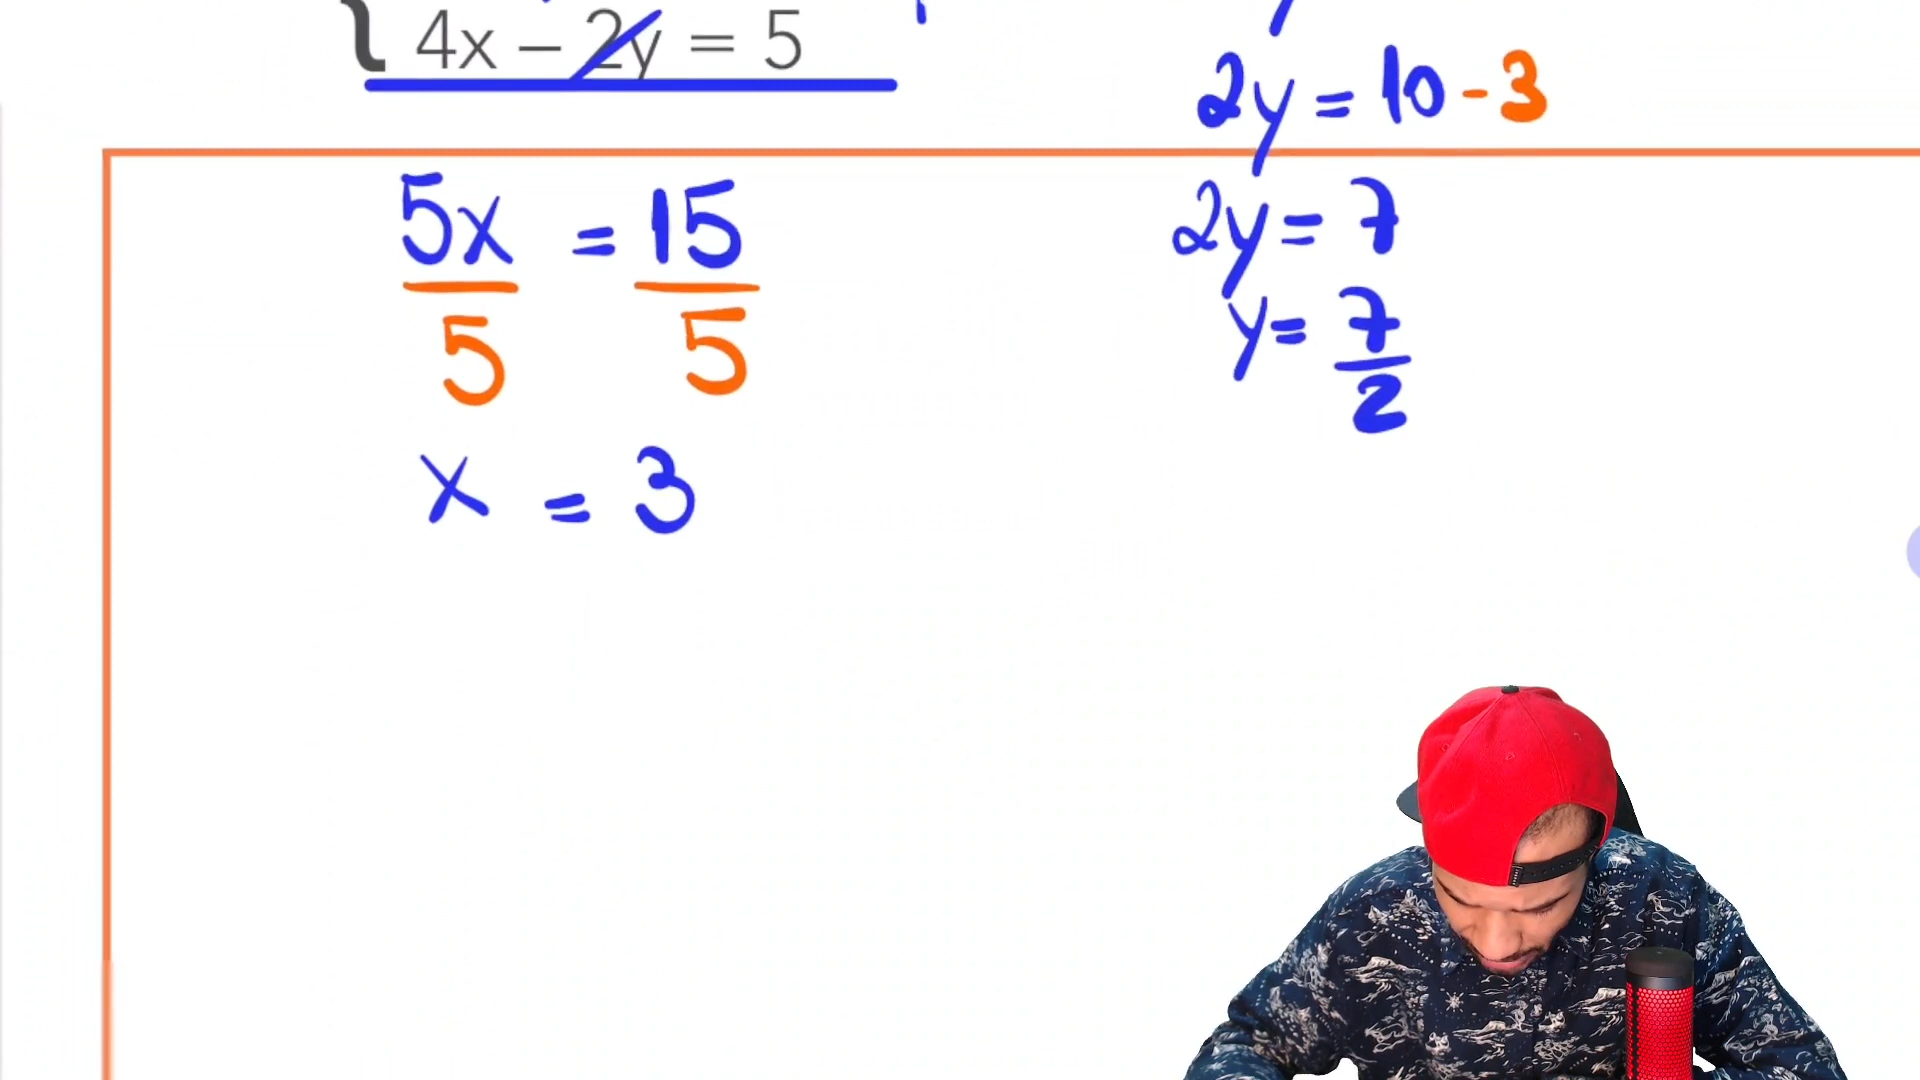 4x − 2y = 5
2y = 10 - 3
5x = 15
5 5
x = 3
2y = 7
y = 7
2